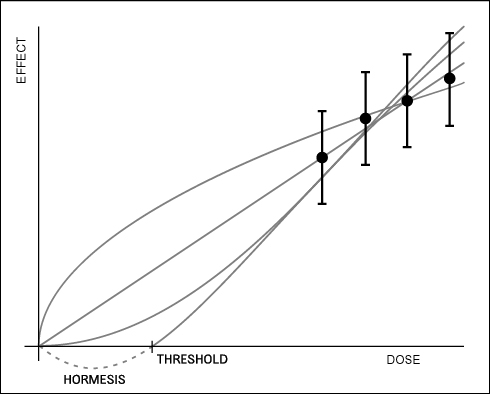 EFFECT
THRESHOLD
DOSE
HORMESIS